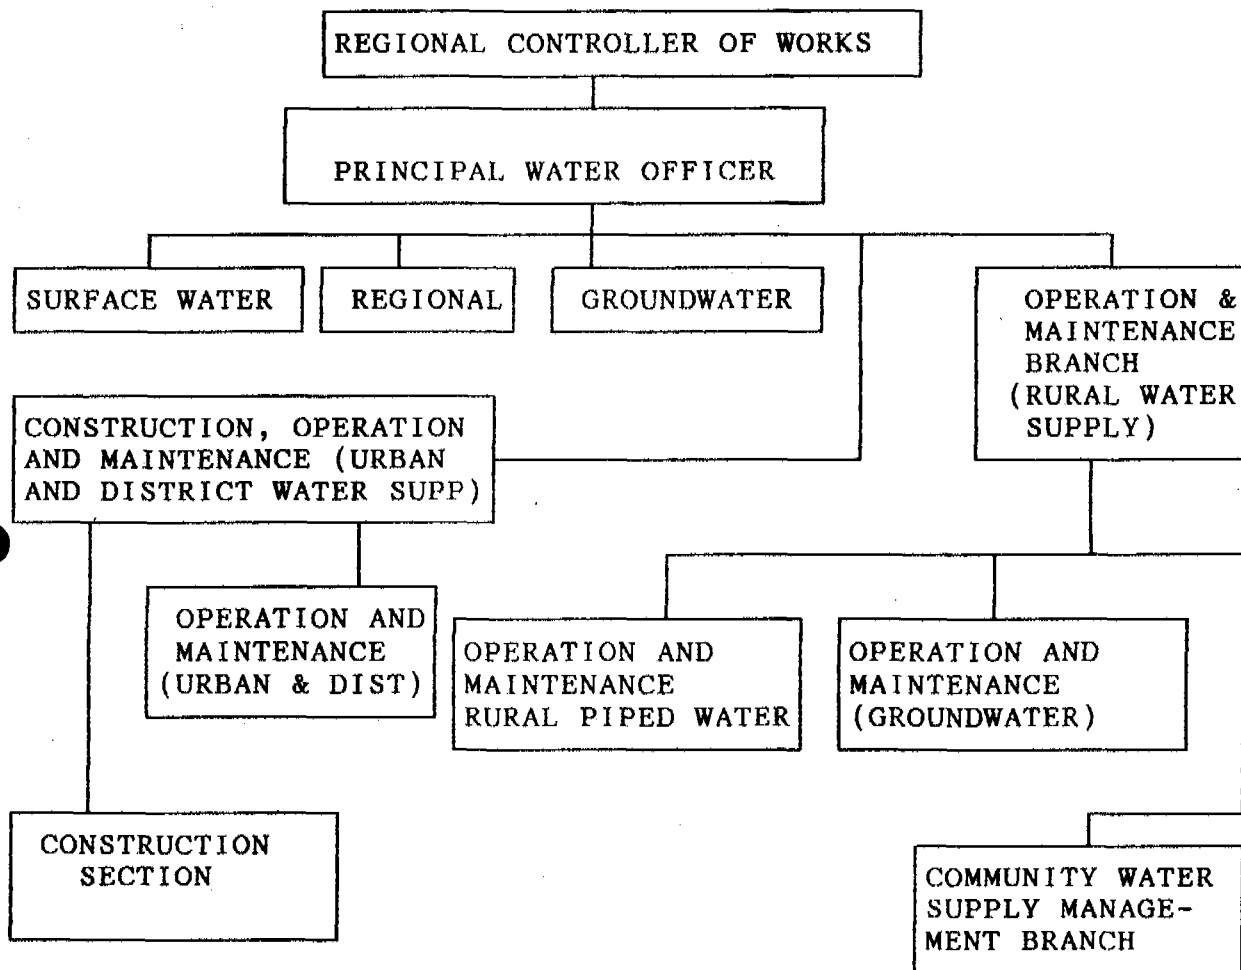 REGIONAL CONTROLLER OF WORKS
PRINCIPAL WATER OFFICER
SURFACE WATER
REGIONAL
GROUNDWATER
OPERATION &
MAINTENANCE
BRANCH
(RURAL WATER
SUPPLY)
CONSTRUCTION, OPERATION
AND MAINTENANCE (URBAN
AND DISTRICT WATER SUPP)
OPERATION AND
MAINTENANCE
(URBAN & DIST)
OPERATION AND
MAINTENANCE
RURAL PIPED WATER
OPERATION AND
MAINTENANCE
(GROUNDWATER)
CONSTRUCTION
SECTION
COMMUNITY WATER
SUPPLY MANAGE-
MENT BRANCH